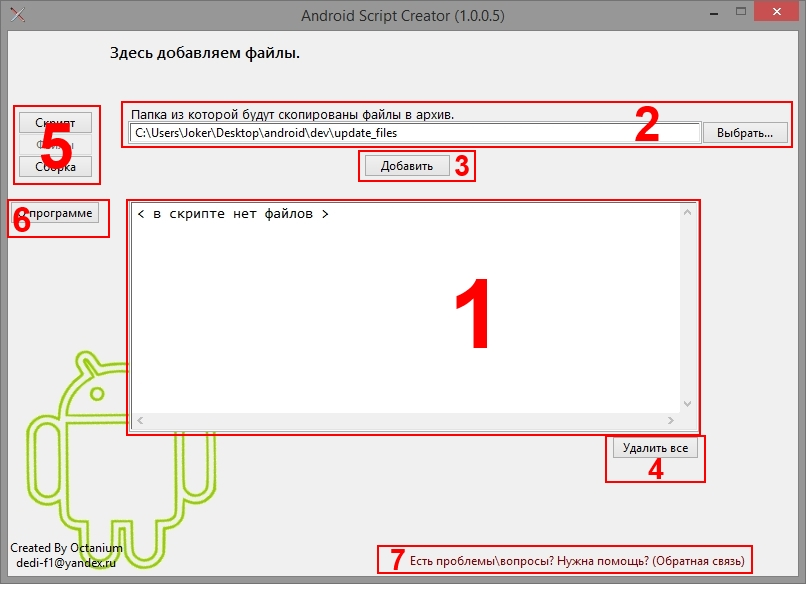 Android Script Creator (1.0.0.5)
Здесь добавляем файлы.
Папка из которой будут скопированы файлы в архив.
C:\Users\Joker\Desktop\android\dev\update_files
2
Выбрать...
Скрипт
5
Сборка
Добавить
3
6
программе
< в скрипте нет файлов >
1
Удалить все
4
Created By Octanium
dedi-f1@yandex.ru
7 Есть проблемы\вопросы? Нужна помощь? (Обратная связь)